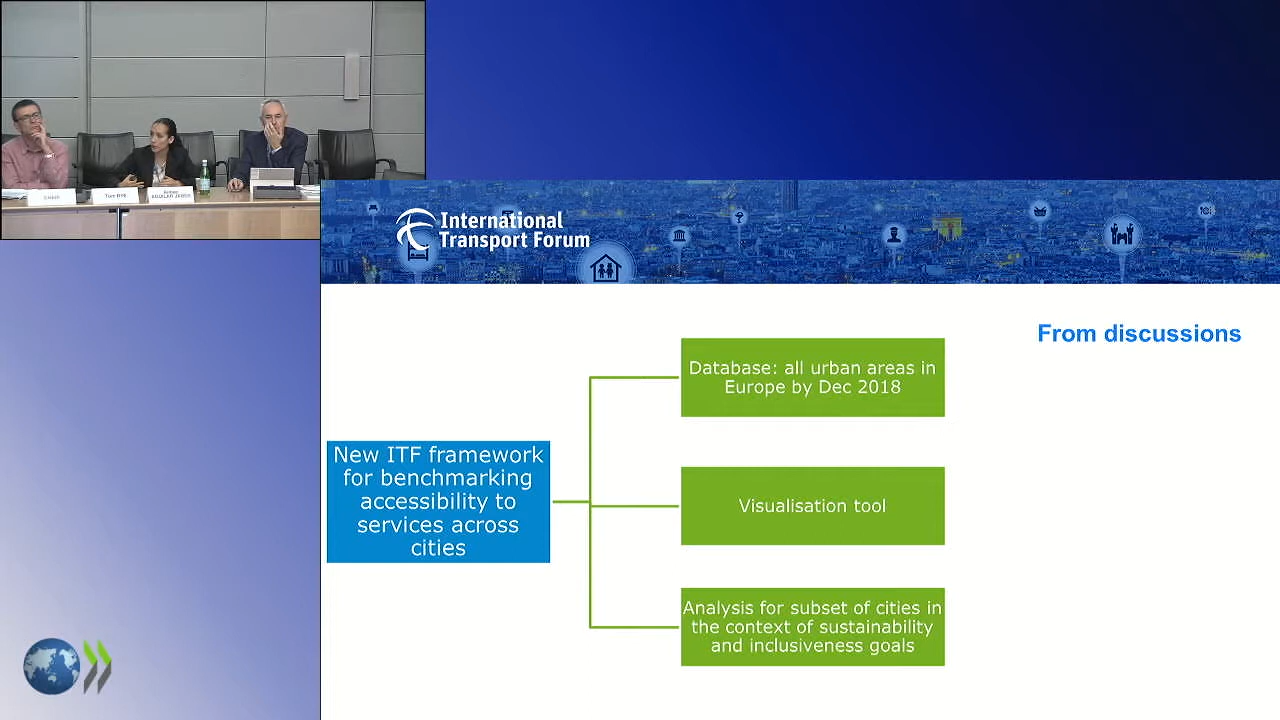 International
Transport Forum
From discussions
New ITF framework
for benchmarking
accessibility to
services across
cities
Database: all urban areas in
Europe by Dec 2018
Visualisation tool
Analysis for subset of cities in
the context of sustainability
and inclusiveness goals